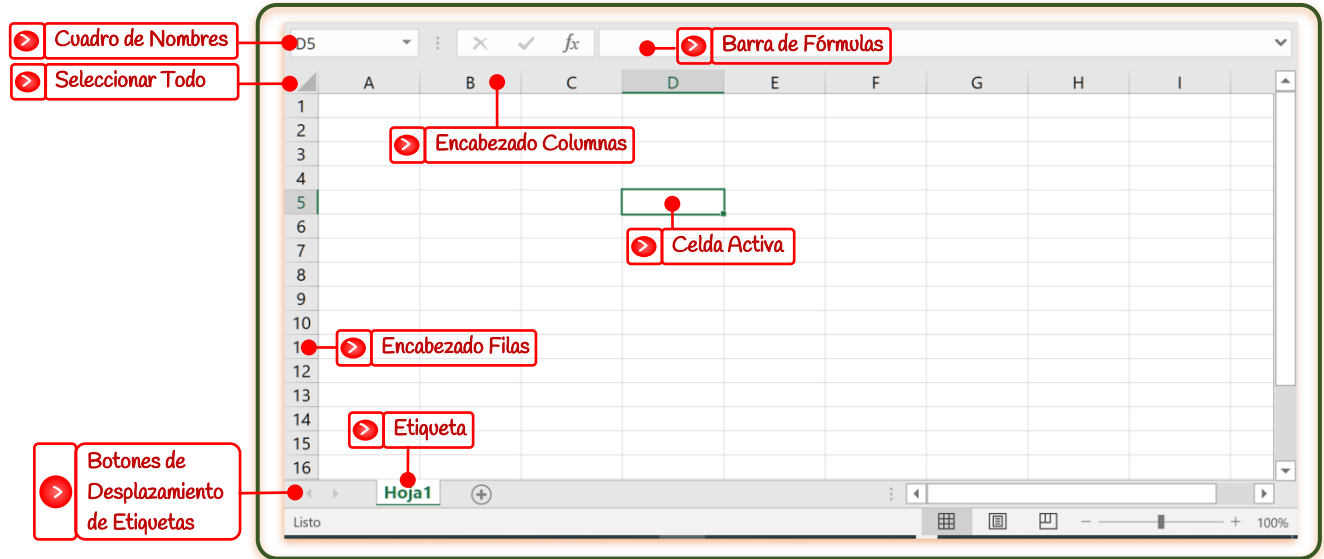 Cuadro de Nombres
D5
fx
Barra de Fórmulas
Seleccionar Todo
A B C D E F G H I
1
2
Encabezado Columnas
3
4
5
6
Celda Activa
7
8
9
10
Encabezado Filas
1
12
13
14
Etiqueta
15
16
Botones de
Desplazamiento
de Etiquetas
Hoja1
Listo
100%